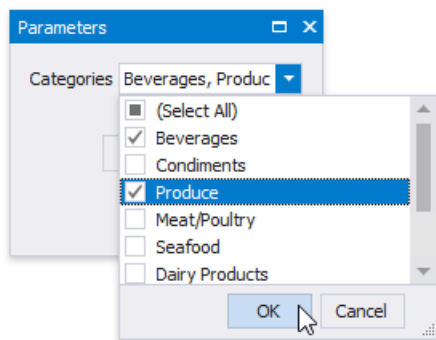 Parameters
Categories Beverages, Produc
(Select All)
Beverages
Condiments
Produce
Meat/Poultry
Seafood
Dairy Products
OK Cancel